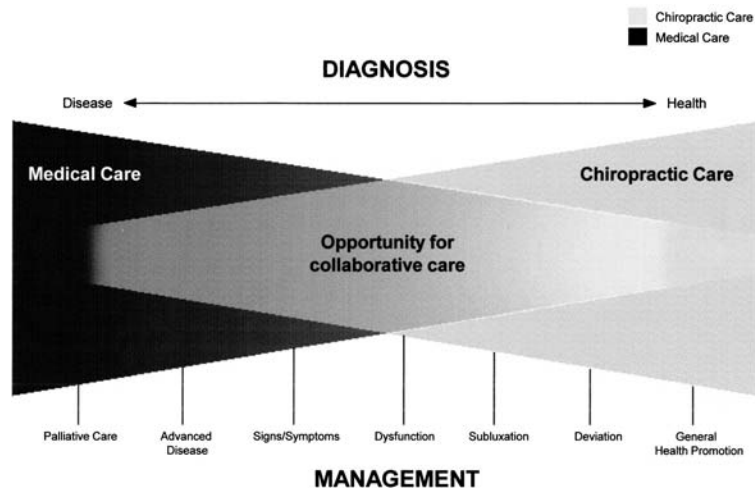 Chiropractic Care
Medical Care
DIAGNOSIS
Disease
Health
Medical Care
Chiropractic Care
Opportunity for
collaborative care
Palliative Care
Advanced
Disease
Signs/Symptoms
Dysfunction
Subluxation
Deviation
General
Health Promotion
MANAGEMENT